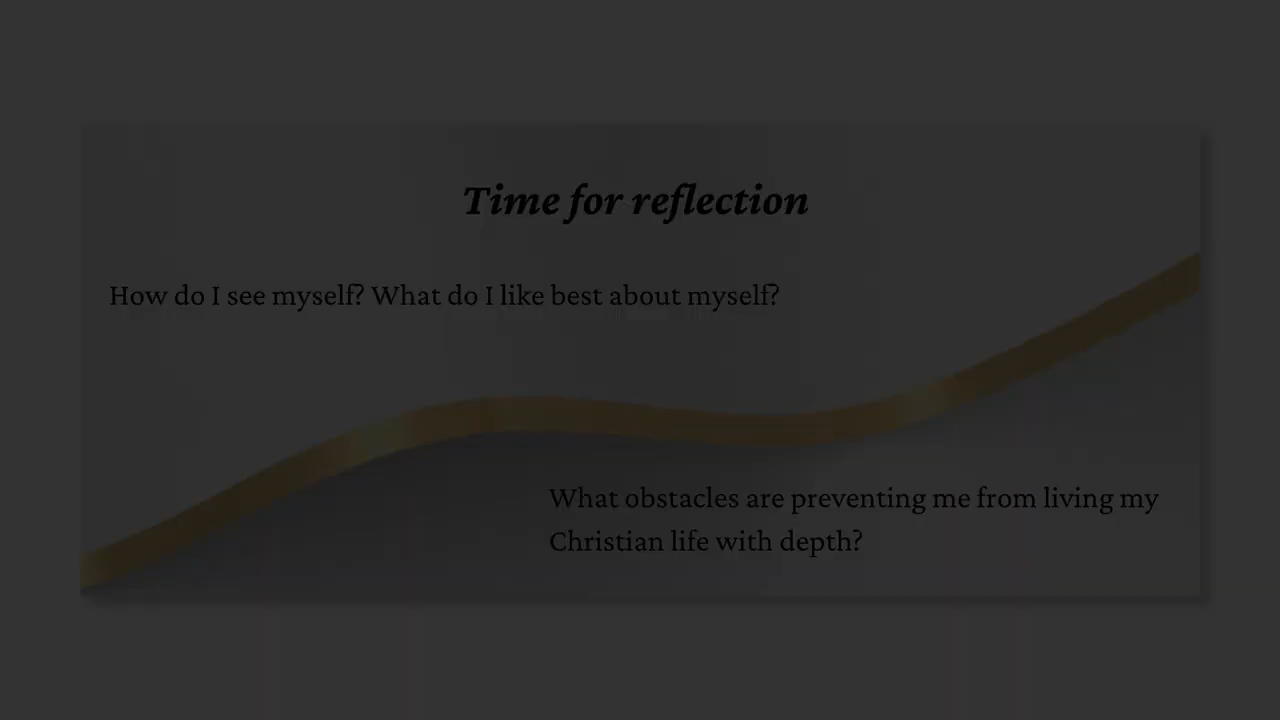 Time for reflection
How do I see myself? What do I like best about myself?
What obstacles are preventing me from living my
Christian life with depth?